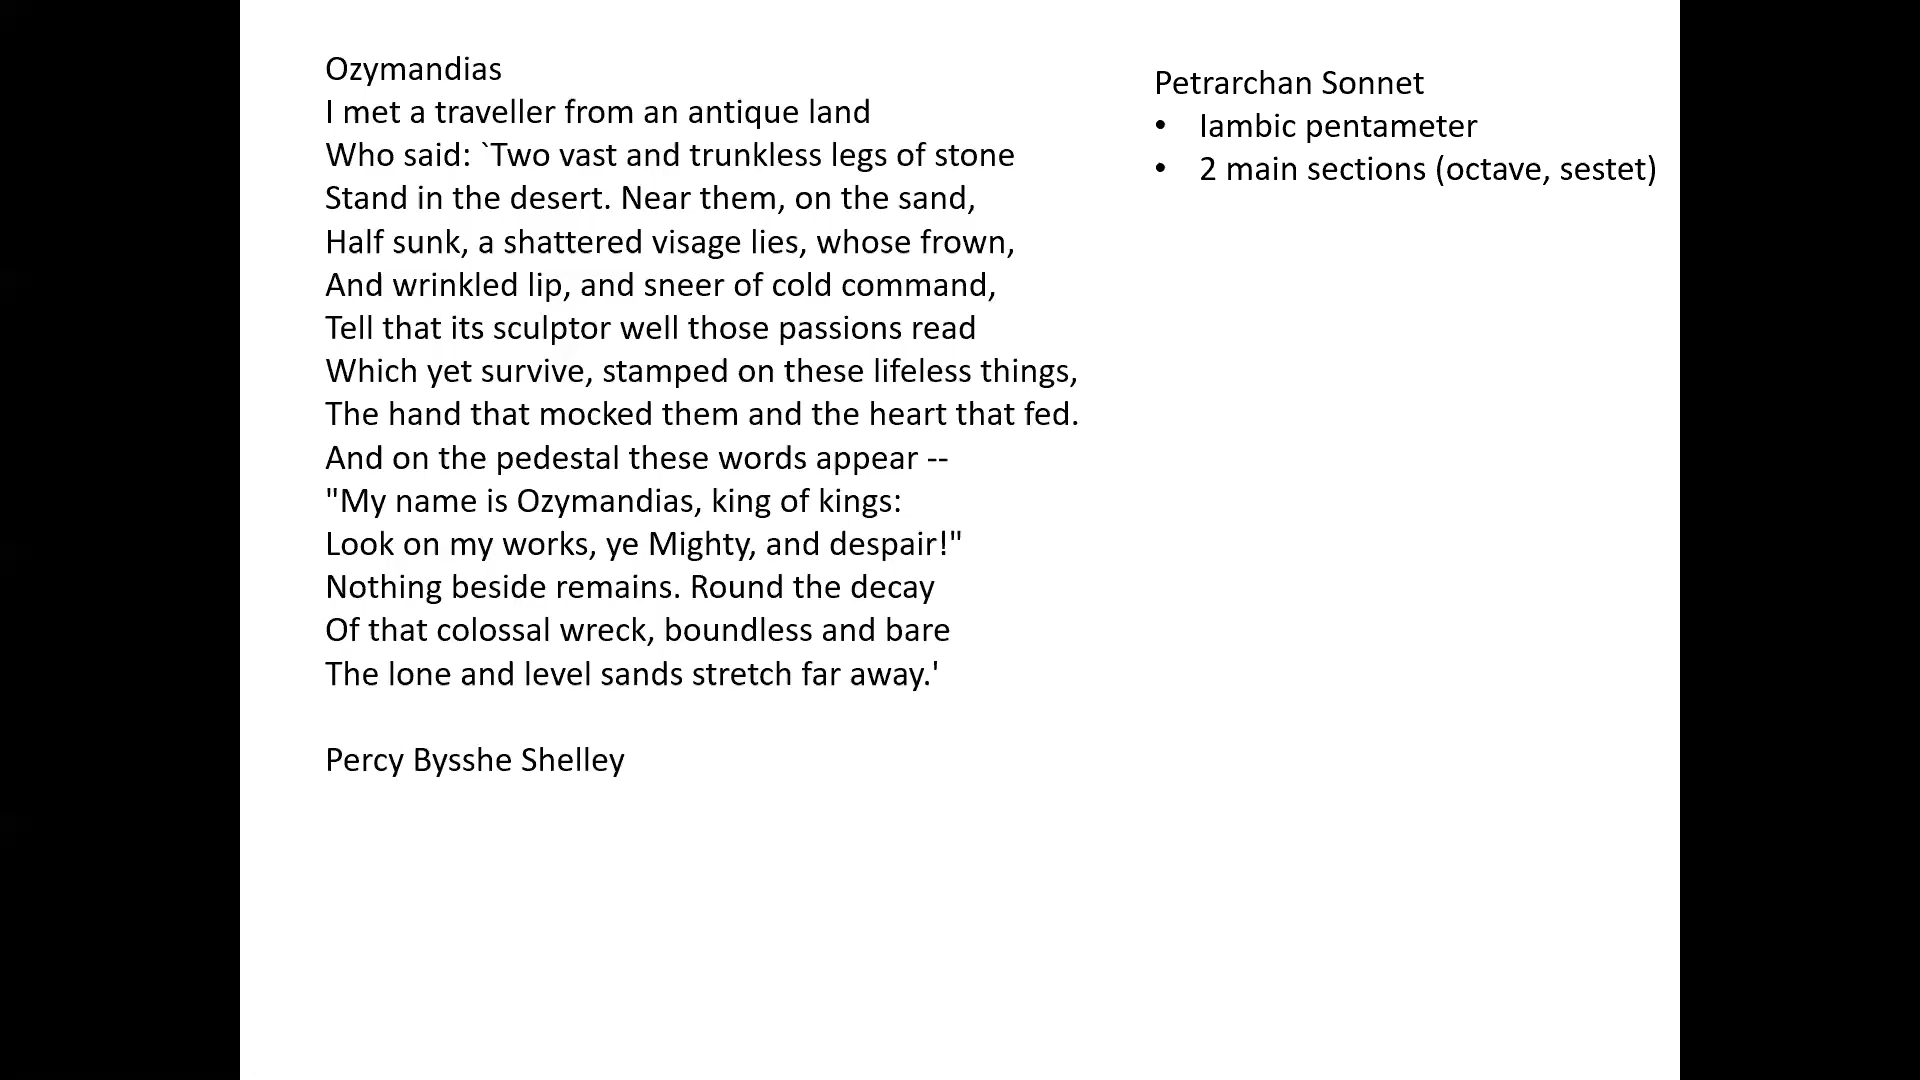 Ozymandias
I met a traveller from an antique land
Who said: `Two vast and trunkless legs of stone
Stand in the desert. Near them, on the sand,
Half sunk, a shattered visage lies, whose frown,
And wrinkled lip, and sneer of cold command,
Tell that its sculptor well those passions read
Which yet survive, stamped on these lifeless things,
The hand that mocked them and the heart that fed.
And on the pedestal these words appear --
"My name is Ozymandias, king of kings:
Look on my works, ye Mighty, and despair!"
Nothing beside remains. Round the decay
Of that colossal wreck, boundless and bare
The lone and level sands stretch far away.'
Percy Bysshe Shelley
Petrarchan Sonnet
• Iambic pentameter
• 2 main sections (octave, sestet)